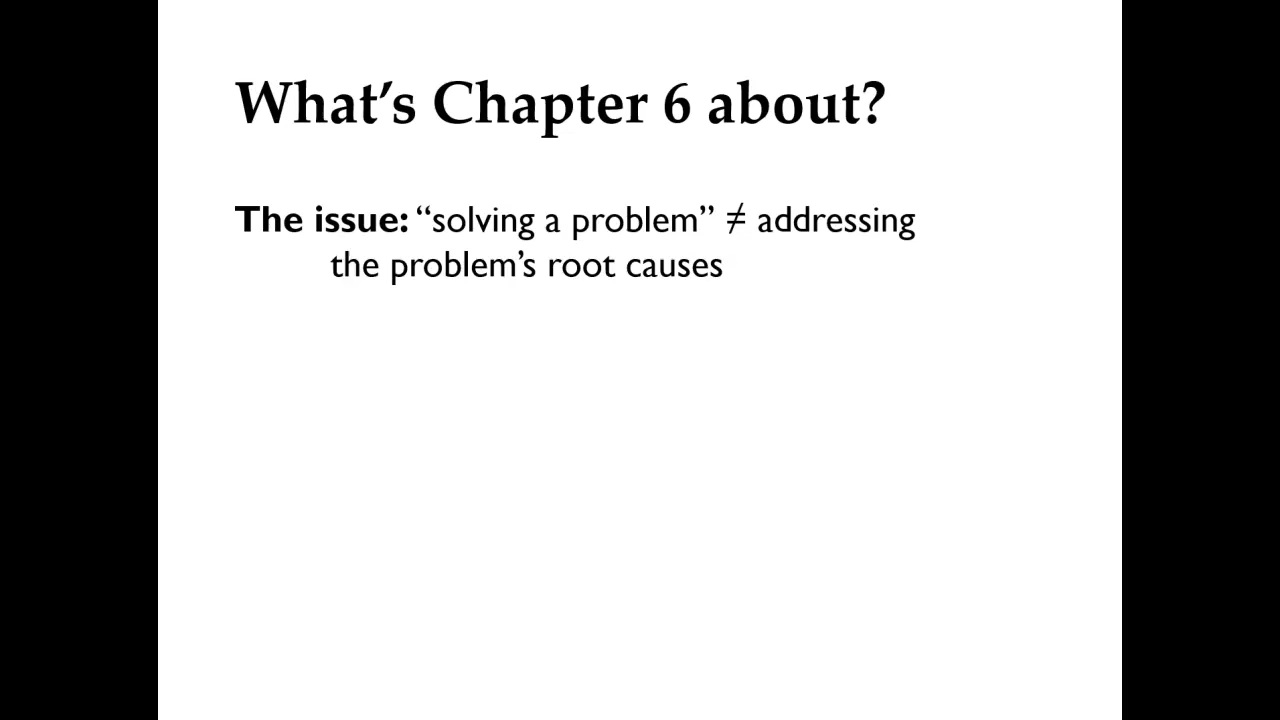 What’s Chapter 6 about?
The issue: “solving a problem” ≠ addressing
the problem’s root causes